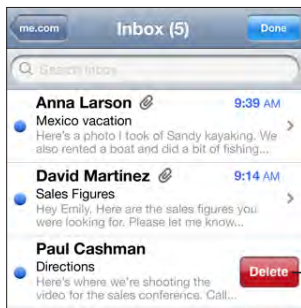 me.com
Inbox (5)
Done
Search Inbox
Anna Larson
9:39 AM
Mexico vacation
Here's a photo I took of Sandy kayaking. We
also rented a boat and did a bit of fishing...
David Martinez
9:14 AM
Sales Figures
Hey Emily. Here are the sales figures you
were looking for. Please let me know...
Paul Cashman
Directions
Delete
Here's where we're shooting the
video for the sales conference. Call...